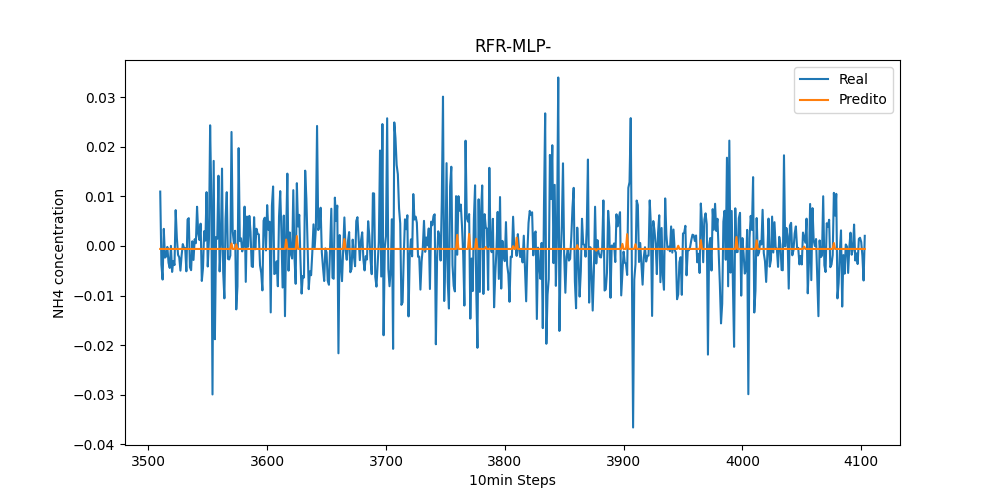 RFR-MLP-
Real
Predito
NH4 concentration
0.03
0.02
0.01
0.00
−0.01
−0.02
−0.03
−0.04
3500 3600 3700 3800 3900 4000 4100
10min Steps